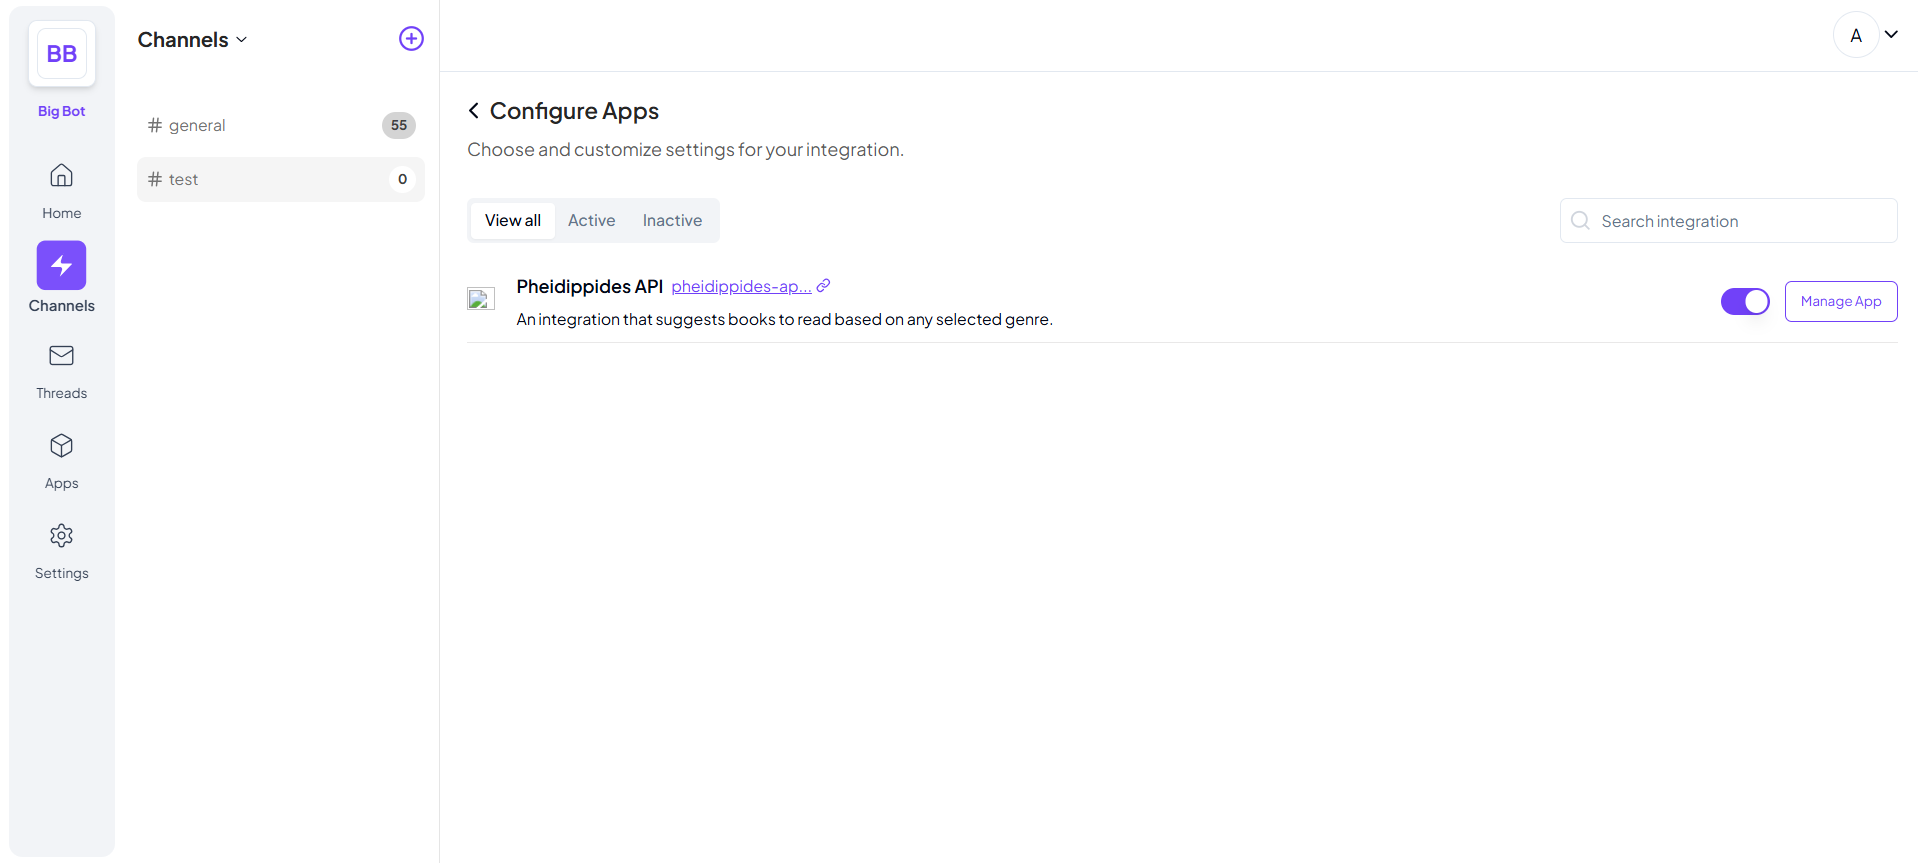 BB
Big Bot
Home
Channels
Threads
Apps
Settings
Channels
# general 55
# test 0
A
Configure Apps
Choose and customize settings for your integration.
View all Active Inactive
Search integration
Pheidippides API pheidippides-ap...
An integration that suggests books to read based on any selected genre.
Manage App